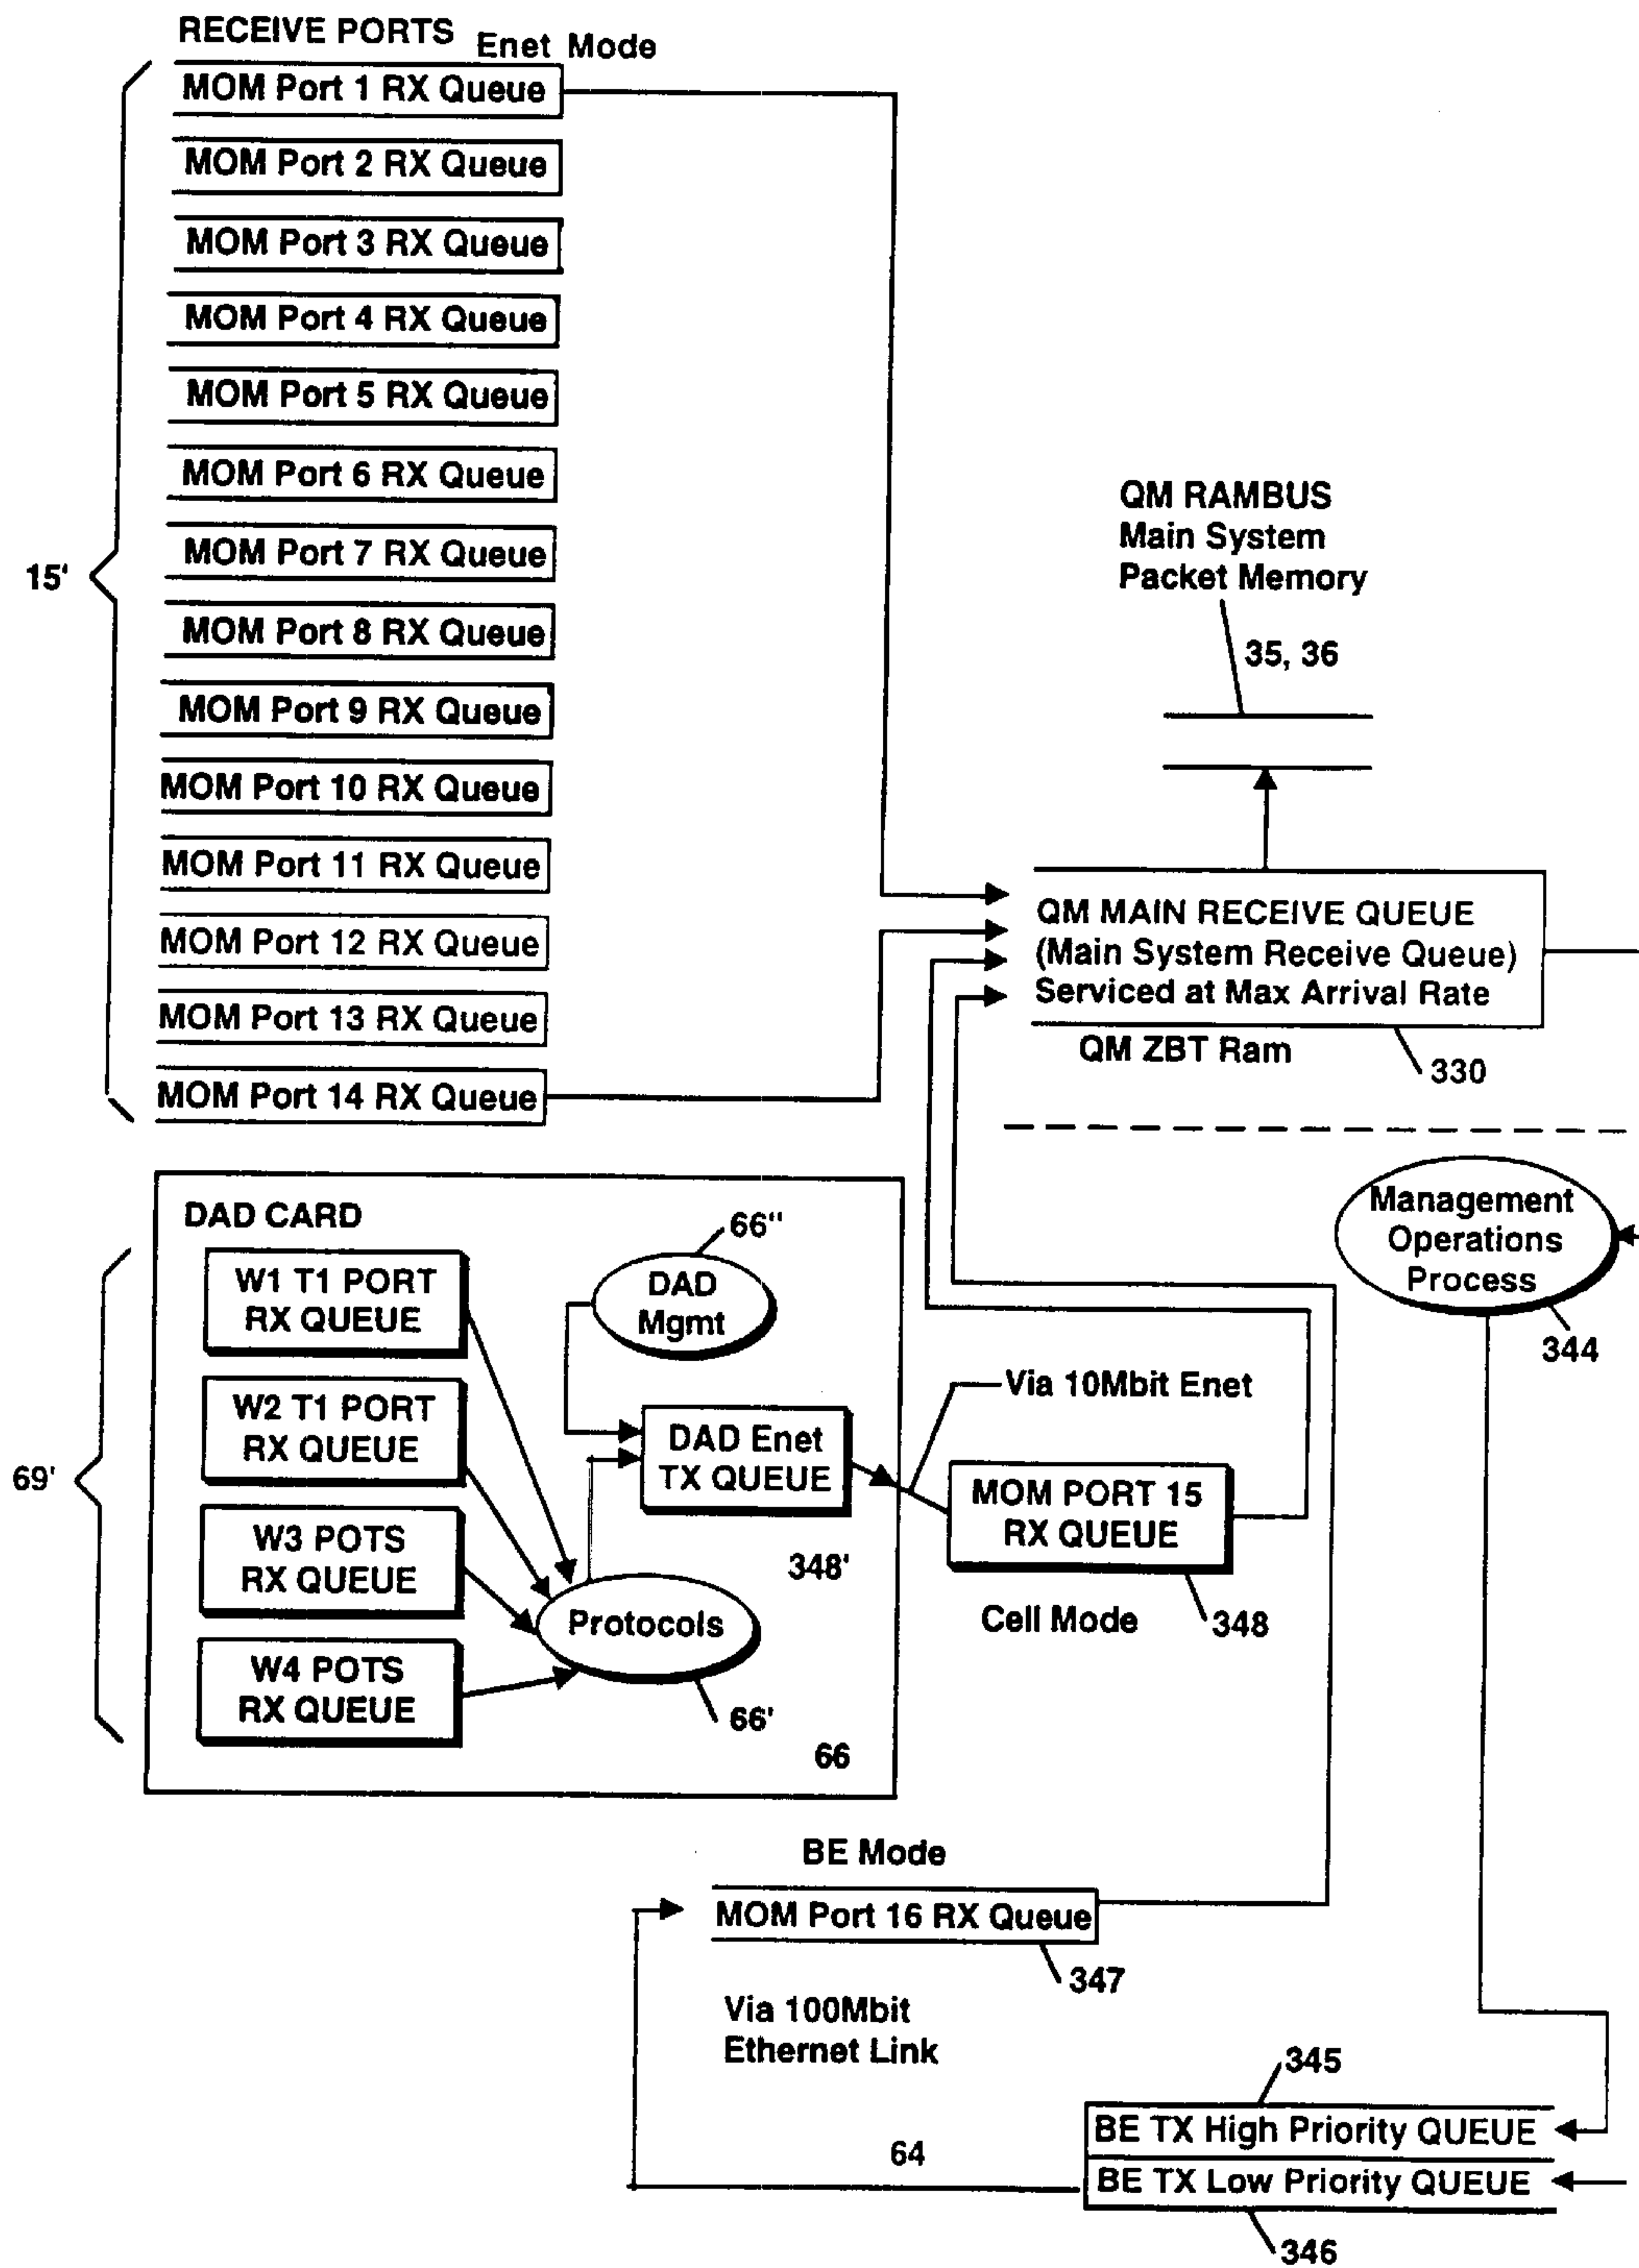 RECEIVE PORTS
Enet Mode
MOM Port 1 RX Queue
MOM Port 2 RX Queue
MOM Port 3 RX Queue
MOM Port 4 RX Queue
MOM Port 5 RX Queue
MOM Port 6 RX Queue
MOM Port 7 RX Queue
MOM Port 8 RX Queue
MOM Port 9 RX Queue
MOM Port 10 RX Queue
MOM Port 11 RX Queue
MOM Port 12 RX Queue
MOM Port 13 RX Queue
MOM Port 14 RX Queue
15'
QM RAMBUS
Main System
Packet Memory
35, 36
QM MAIN RECEIVE QUEUE
(Main System Receive Queue)
Serviced at Max Arrival Rate
QM ZBT Ram
330
Management
Operations
Process
344
DAD CARD
66"
W1 T1 PORT
RX QUEUE
DAD
Mgmt
W2 T1 PORT
RX QUEUE
69'
DAD Enet
TX QUEUE
Via 10Mbit Enet
MOM PORT 15
RX QUEUE
W3 POTS
RX QUEUE
348'
Protocols
Cell Mode
348
W4 POTS
RX QUEUE
66'
66
BE Mode
MOM Port 16 RX Queue
347
Via 100Mbit
Ethernet Link
345
BE TX High Priority QUEUE
64
BE TX Low Priority QUEUE
346